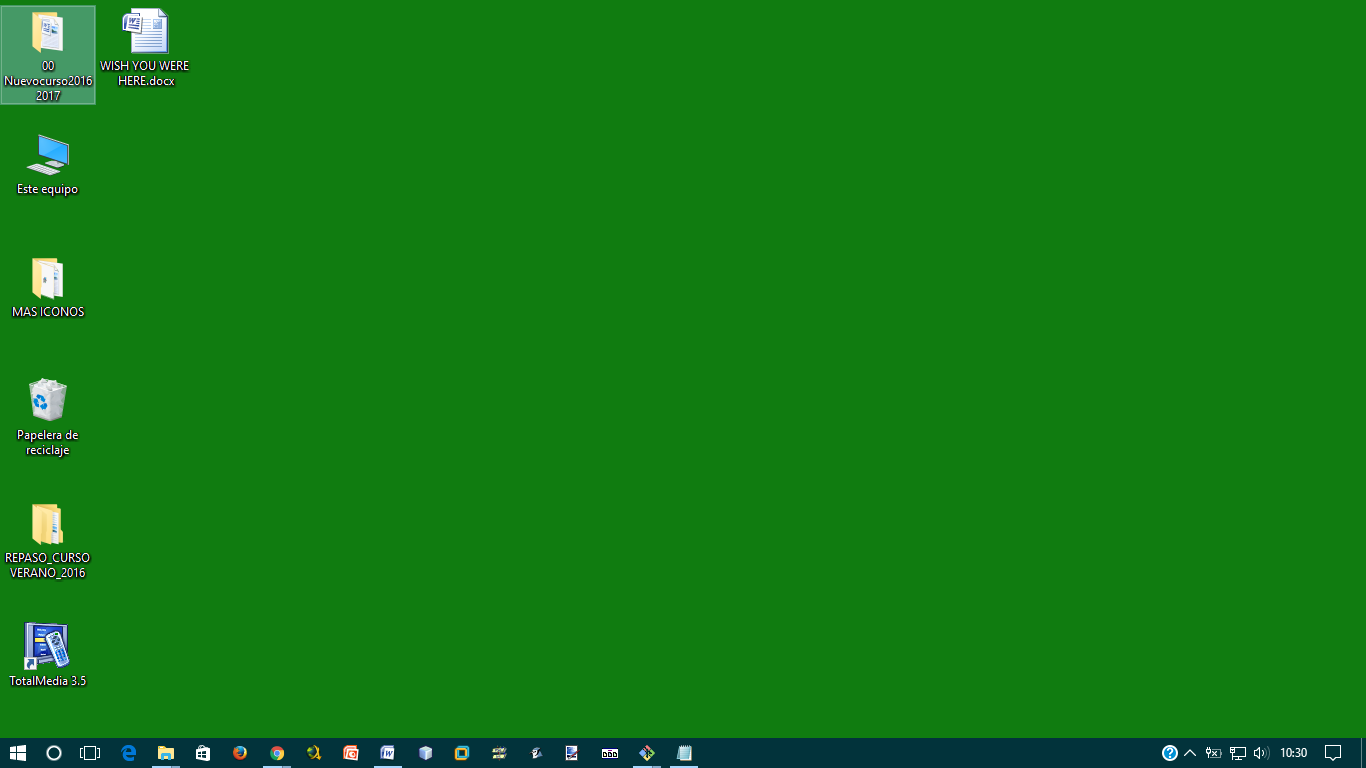 00
Nuevocurso2016
2017
WISH YOU WERE
HERE.docx
Este equipo
MAS ICONOS
Papelera de
reciclaje
REPASO_CURSO
VERANO_2016
TotalMedia 3.5
10:30